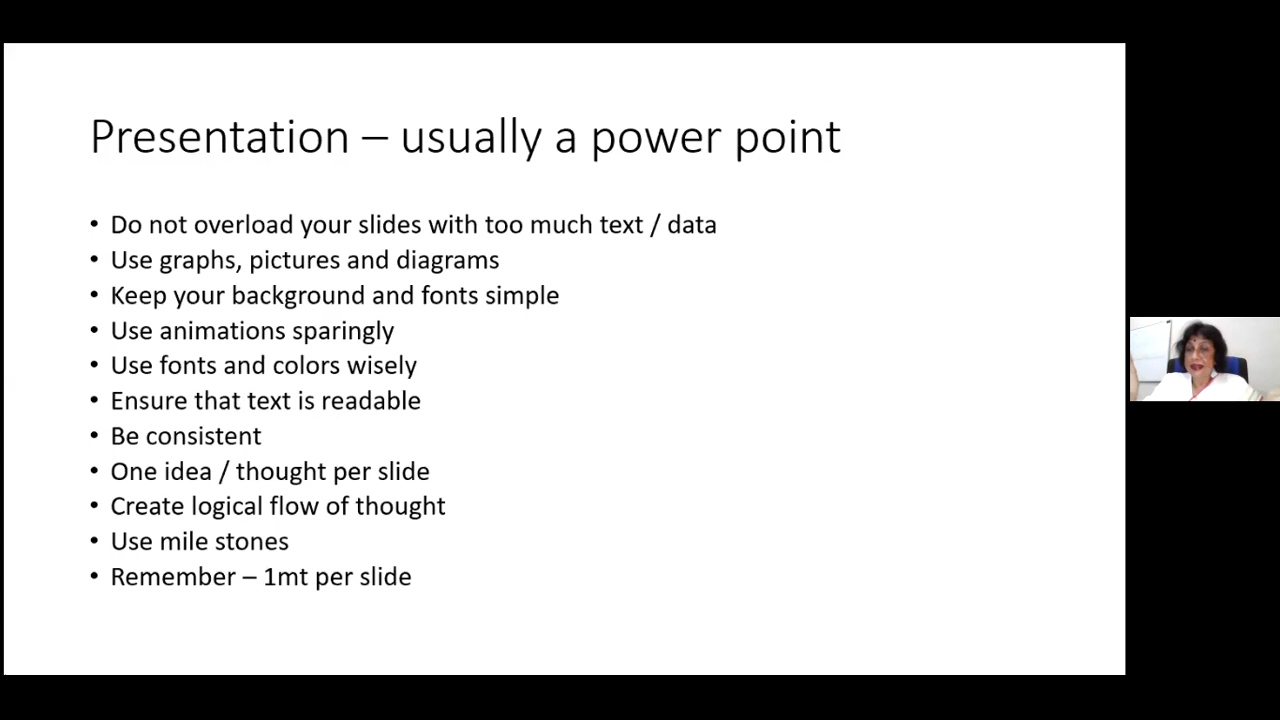 Presentation – usually a power point
• Do not overload your slides with too much text / data
• Use graphs, pictures and diagrams
• Keep your background and fonts simple
• Use animations sparingly
• Use fonts and colors wisely
• Ensure that text is readable
• Be consistent
• One idea / thought per slide
• Create logical flow of thought
• Use mile stones
• Remember – 1mt per slide